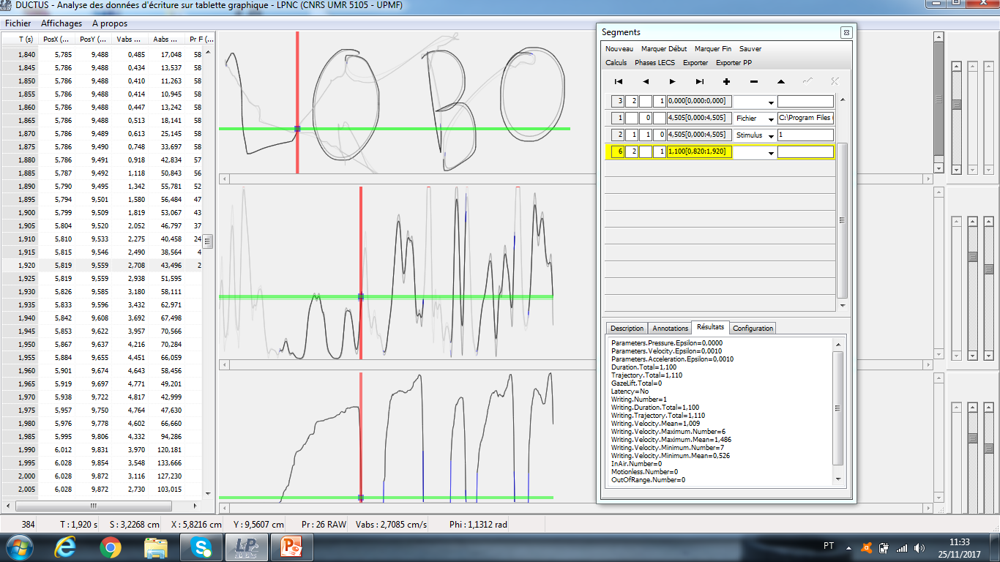 DUCTUS - Analyse des données d'écriture sur tablette graphique - LPNC (CNRS UMR 5105 - UPMF)
Fichier Affichages A propos
T (s) PosX (... PosY (... Vabs ... Aabs ... Pr F (...
1,840 5,785 9,488 0,485 17,048 58
1,845 5,785 9,488 0,434 13,537 58
1,850 5,786 9,488 0,410 11,263 58
1,855 5,786 9,488 0,414 10,945 58
1,860 5,786 9,488 0,447 13,242 58
1,865 5,786 9,488 0,513 18,141 58
1,870 5,786 9,489 0,613 25,145 58
1,875 5,786 9,490 0,748 33,697 58
1,880 5,786 9,491 0,918 42,834 57
1,885 5,787 9,492 1,118 50,843 56
1,890 5,790 9,495 1,342 55,781 52
1,895 5,794 9,501 1,580 56,484 47
1,900 5,799 9,509 1,819 53,067 43
1,905 5,804 9,520 2,052 46,797 37
1,910 5,810 9,533 2,275 40,458 24
1,915 5,815 9,546 2,490 38,564 4
1,920 5,819 9,559 2,708 43,496 2
1,925 5,819 9,559 2,938 51,595
1,930 5,826 9,585 3,180 58,111
1,935 5,833 9,596 3,432 62,971
1,940 5,842 9,608 3,692 67,498
1,945 5,853 9,622 3,957 70,566
1,950 5,867 9,637 4,216 70,284
1,955 5,884 9,655 4,451 66,059
1,960 5,901 9,674 4,643 58,456
1,965 5,919 9,697 4,771 49,201
1,970 5,938 9,722 4,817 42,999
1,975 5,957 9,750 4,764 47,630
1,980 5,976 9,778 4,602 66,660
1,985 5,995 9,806 4,332 94,286
1,990 6,012 9,831 3,970 120,181
1,995 6,028 9,854 3,548 133,666
2,000 6,028 9,872 3,116 127,230
2,005 6,028 9,872 2,730 103,015
LOBO
Segments
Nouveau Marquer Début Marquer Fin Sauver
Calculs Phases LECS Exporter Exporter PP
3 2 1 0,000[0,000:0,000]
1 0 4,505[0,000:4,505] Fichier C:\Program Files (
2 1 1 0 4,505[0,000:4,505] Stimulus 1
6 2 1 1,100[0,820:1,920]
Description Annotations Résultats Configuration
Parameters.Pressure.Epsilon=0,0000
Parameters.Velocity.Epsilon=0,0010
Parameters.Acceleration.Epsilon=0,0010
Duration.Total=1,100
Trajectory.Total=1,110
GazeLift.Total=0
Latency=No
Writing.Number=1
Writing.Duration.Total=1,100
Writing.Trajectory.Total=1,110
Writing.Velocity.Mean=1,009
Writing.Velocity.Maximum.Number=6
Writing.Velocity.Maximum.Mean=1,486
Writing.Velocity.Minimum.Number=7
Writing.Velocity.Minimum.Mean=0,526
InAir.Number=0
Motionless.Number=0
OutOfRange.Number=0
384 T : 1,920 s S : 3,2268 cm X : 5,8216 cm Y : 9,5607 cm Pr : 26 RAW Vabs : 2,7085 cm/s Phi : 1,1312 rad
PT 11:33
25/11/2017